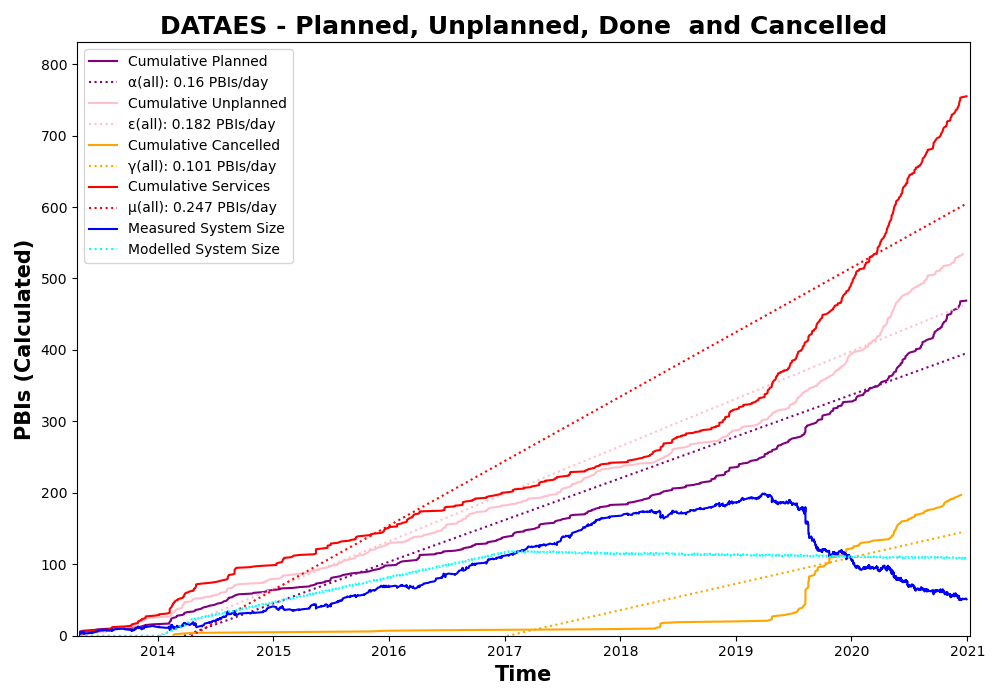 DATAES - Planned, Unplanned, Done  and Cancelled
PBIs (Calculated)
800
700
600
500
400
300
200
100
0
Cumulative Planned
α(all): 0.16 PBIs/day
Cumulative Unplanned
ε(all): 0.182 PBIs/day
Cumulative Cancelled
γ(all): 0.101 PBIs/day
Cumulative Services
μ(all): 0.247 PBIs/day
Measured System Size
Modelled System Size
2014 2015 2016 2017 2018 2019 2020 2021
Time